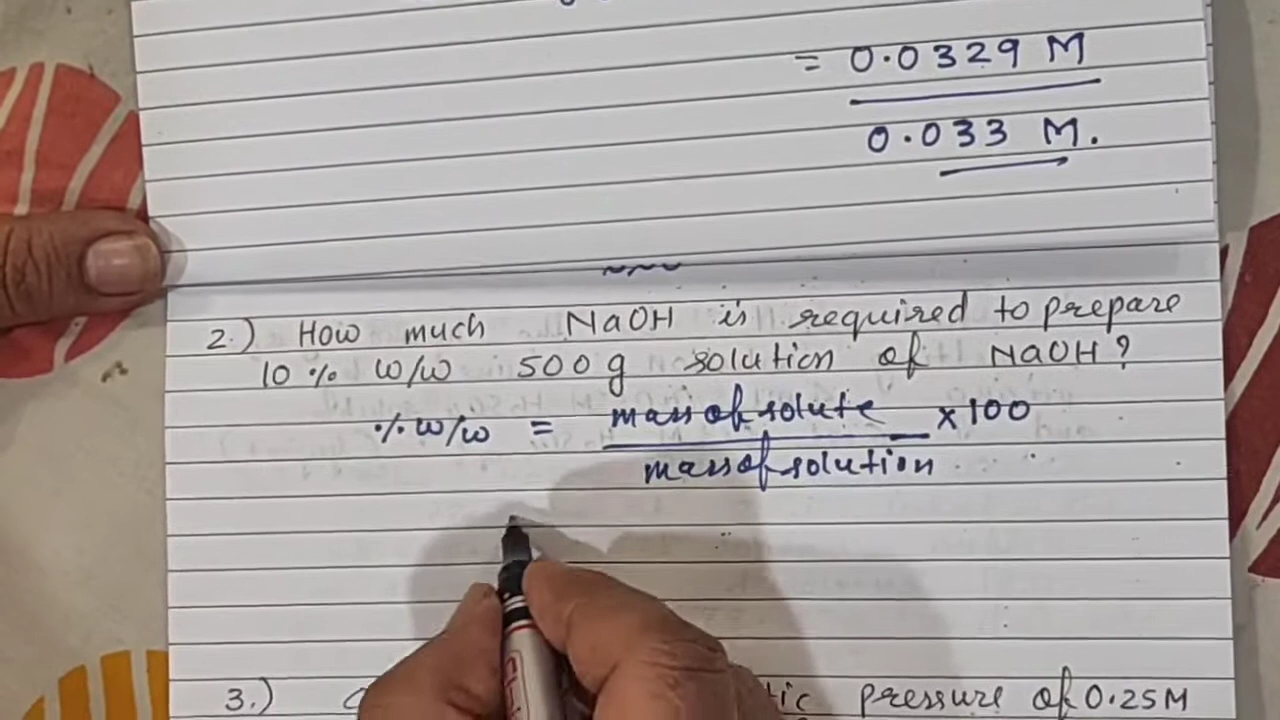 = 0.0329 M
0.033 M.
2.) How much NaOH is required to prepare
10% w/w 500g solution of NaOH?
% w/w = mass of solute × 100
mass of solution
3.) pressure of 0.25M